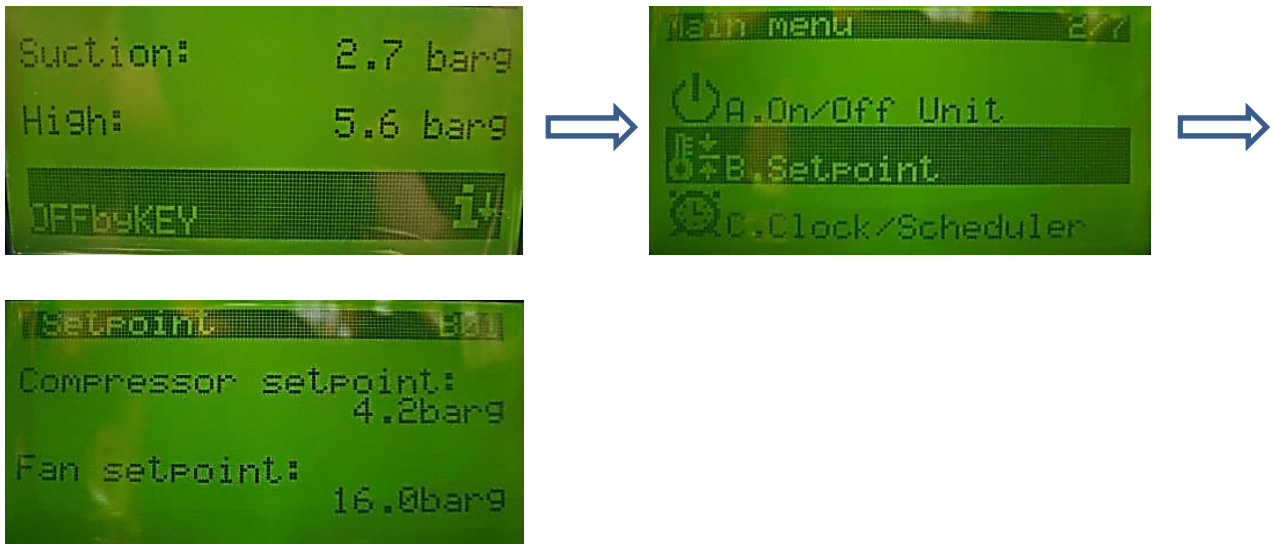 Suction: 2.7 barg
High: 5.6 barg
OFFbyKEY
Main menu 2/7
A.On/Off Unit
B.Setpoint
C.Clock/Scheduler
Setpoint B01
Compressor setpoint:
4.2barg
Fan setpoint:
16.0barg